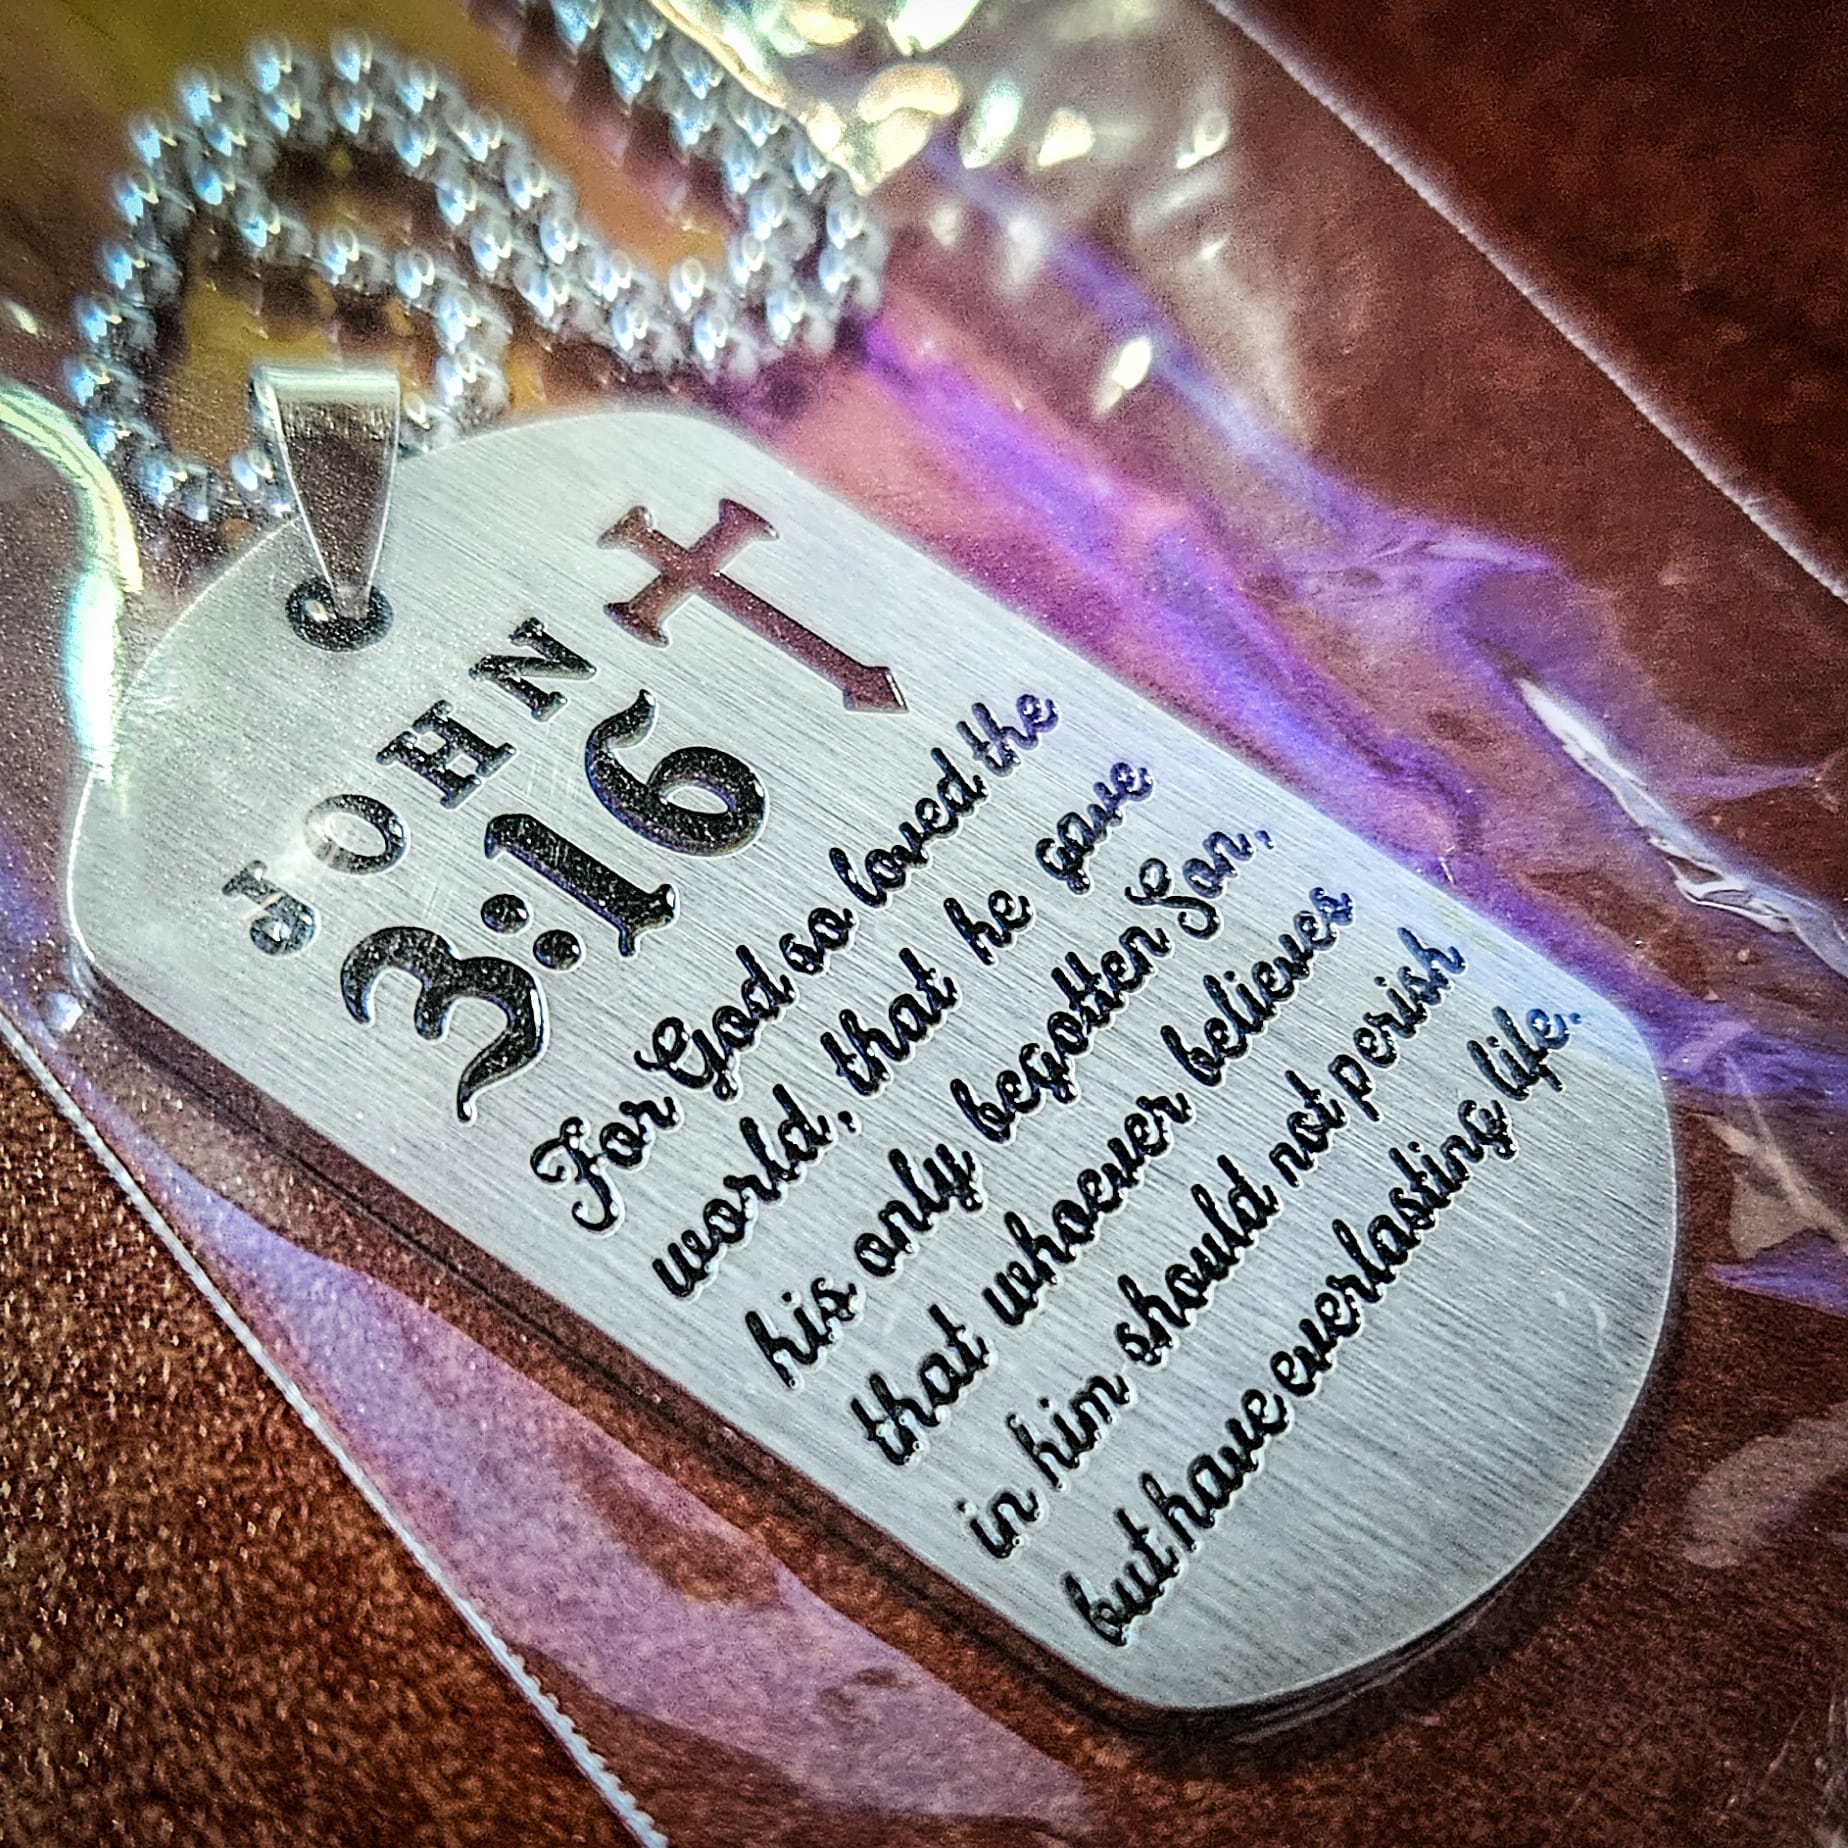 JOHN
3:16
For God so loved the
world, that he gave
his only begotten Son,
that whoever believes
in him should not perish
but have everlasting life.